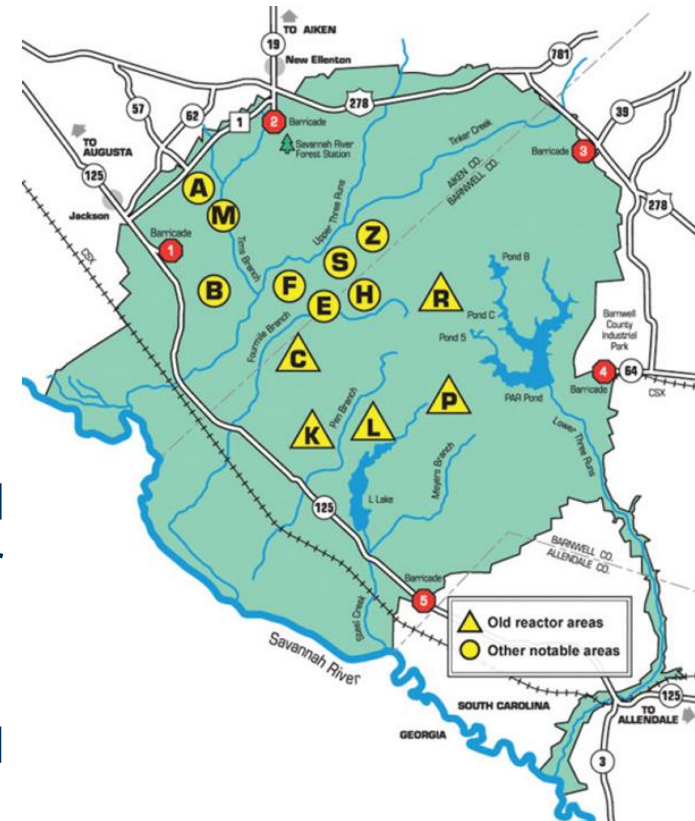 TO AIKEN
19
New Ellenton
781
57
62
1
2
Barricade
278
39
Savannah River
Forest Station
Tinker Creek
AIKEN CO.
BARNWELL CO.
Barricade
3
TO
AUGUSTA
125
A
Jackson
M
Upper Three Runs
278
Barricade
1
Tims Branch
Z
S
Pond B
CSX
B
F
E
H
R
Pond C
Barnwell
County
Industrial
Park
Fourmile Branch
Pond 5
C
4
64
Barricade
CSX
PAR Pond
P
Pen Branch
K
L
Lower Three Runs
Meyers Branch
125
L Lake
BARNWELL CO.
ALLENDALE CO.
Barricade
5
Steel Creek
Old reactor areas
Other notable areas
Savannah River
SOUTH CAROLINA
125
TO
ALLENDALE
GEORGIA
3